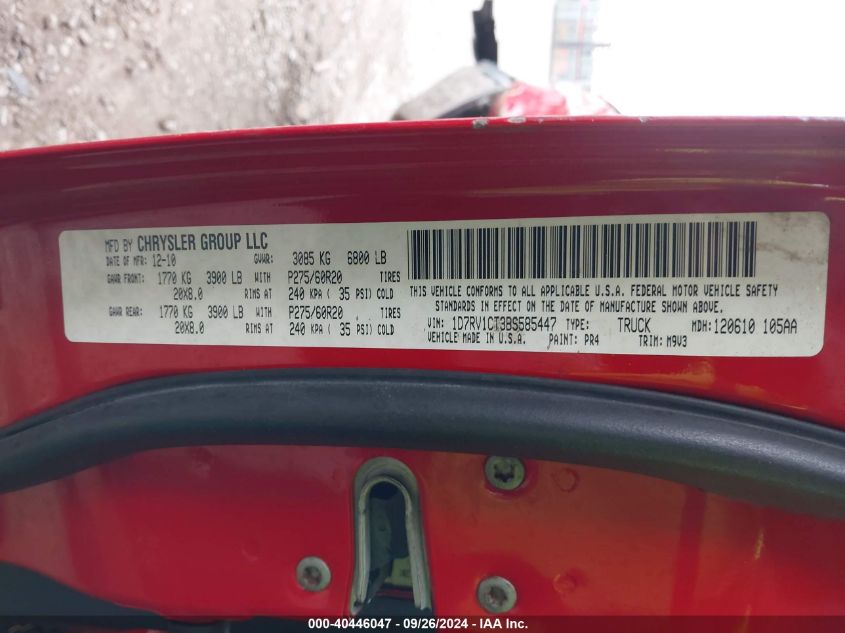 MFD BY CHRYSLER GROUP LLC
DATE OF MFR: 12-10 GVWR: 3085 KG 6800 LB
GAWR FRONT: 1770 KG 3900 LB WITH P275/60R20 TIRES
20X8.0 RIMS AT 240 KPA ( 35 PSI) COLD
GAWR REAR: 1770 KG 3900 LB WITH P275/60R20 TIRES
20X8.0 RIMS AT 240 KPA ( 35 PSI) COLD
THIS VEHICLE CONFORMS TO ALL APPLICABLE U.S.A. FEDERAL MOTOR VEHICLE SAFETY
STANDARDS IN EFFECT ON THE DATE OF MANUFACTURE SHOWN ABOVE.
VIN: 1D7RV1CT3BS585447 TYPE: TRUCK MDH: 120610 105AA
VEHICLE MADE IN U.S.A. PAINT: PR4 TRIM: M9V3
000-40446047 - 09/26/2024 - IAA Inc.